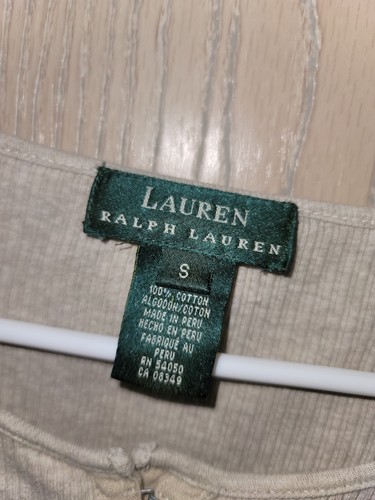 LAUREN
RALPH LAUREN
S
100% COTTON
ALGODON/COTON
MADE IN PERU
HECHO EN PERU
FABRIQUÉ AU
PERU
RN 54050
CA 08349